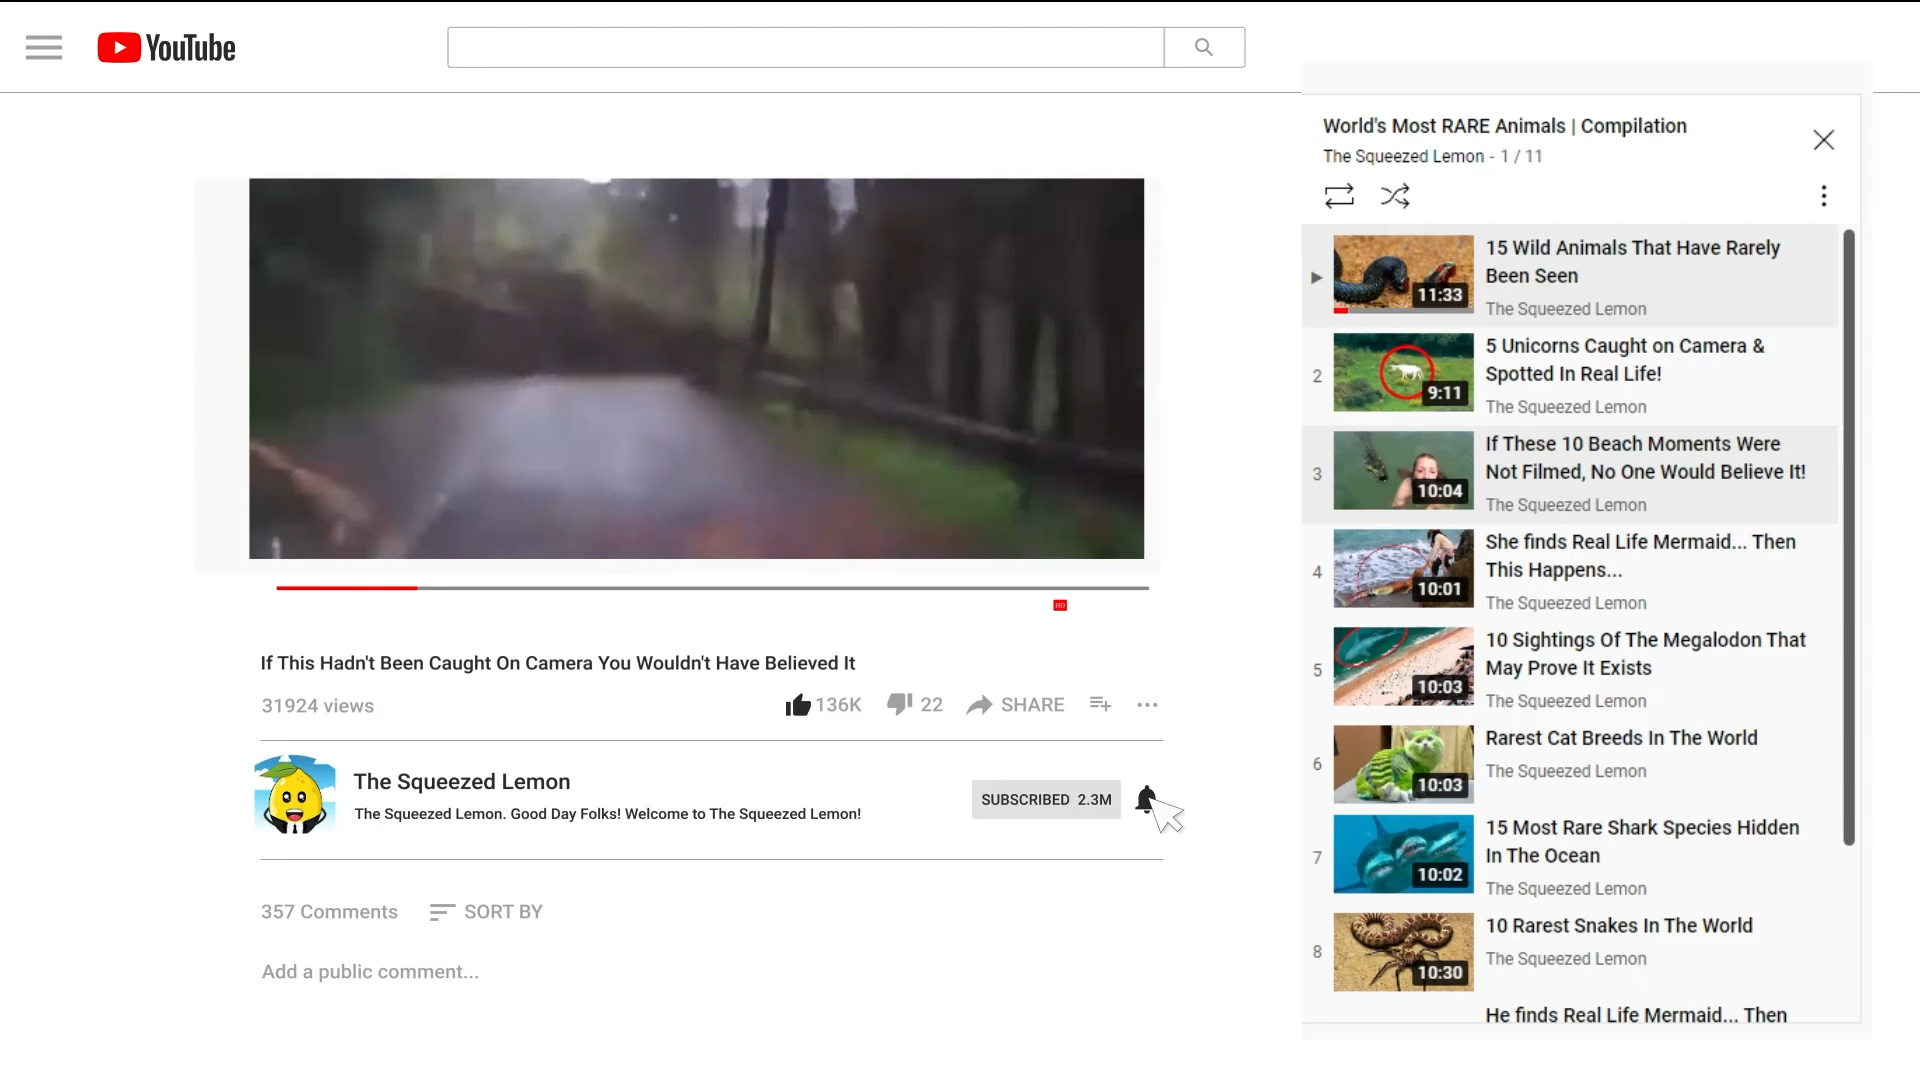 YouTube
If This Hadn't Been Caught On Camera You Wouldn't Have Believed It
31924 views
136K
22
SHARE
The Squeezed Lemon
The Squeezed Lemon. Good Day Folks! Welcome to The Squeezed Lemon!
SUBSCRIBED 2.3M
357 Comments
SORT BY
Add a public comment...
HD
World's Most RARE Animals | Compilation
The Squeezed Lemon - 1 / 11
11:33
15 Wild Animals That Have Rarely
Been Seen
The Squeezed Lemon
2
9:11
5 Unicorns Caught on Camera &
Spotted In Real Life!
The Squeezed Lemon
3
10:04
If These 10 Beach Moments Were
Not Filmed, No One Would Believe It!
The Squeezed Lemon
4
10:01
She finds Real Life Mermaid... Then
This Happens...
The Squeezed Lemon
5
10:03
10 Sightings Of The Megalodon That
May Prove It Exists
The Squeezed Lemon
6
10:03
Rarest Cat Breeds In The World
The Squeezed Lemon
7
10:02
15 Most Rare Shark Species Hidden
In The Ocean
The Squeezed Lemon
8
10:30
10 Rarest Snakes In The World
The Squeezed Lemon
He finds Real Life Mermaid... Then